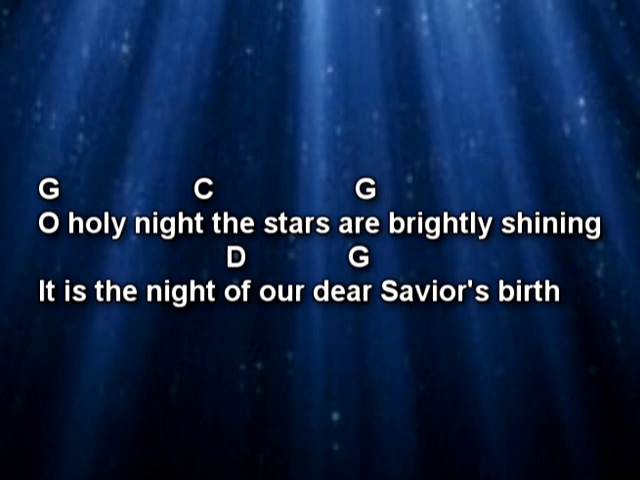 G C G
O holy night the stars are brightly shining
D G
It is the night of our dear Savior's birth